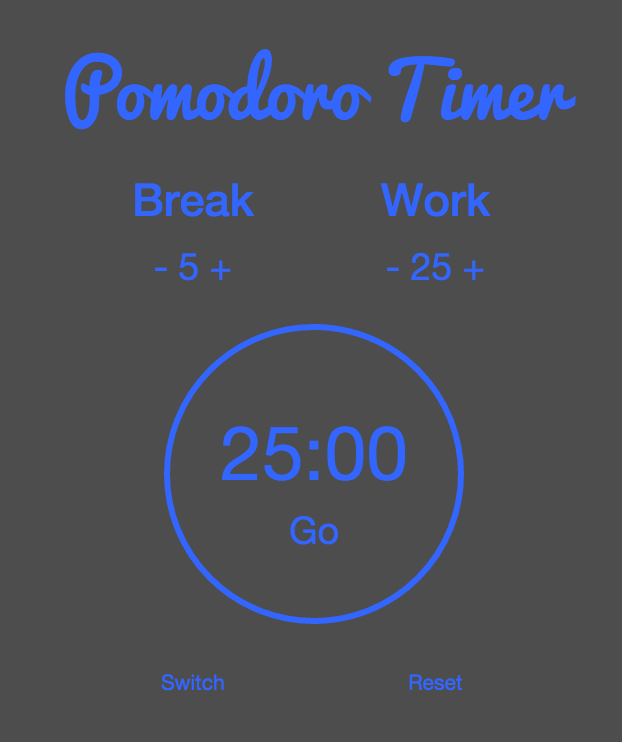 Pomodoro Timer
Break Work
- 5 + - 25 +
25:00
Go
Switch Reset